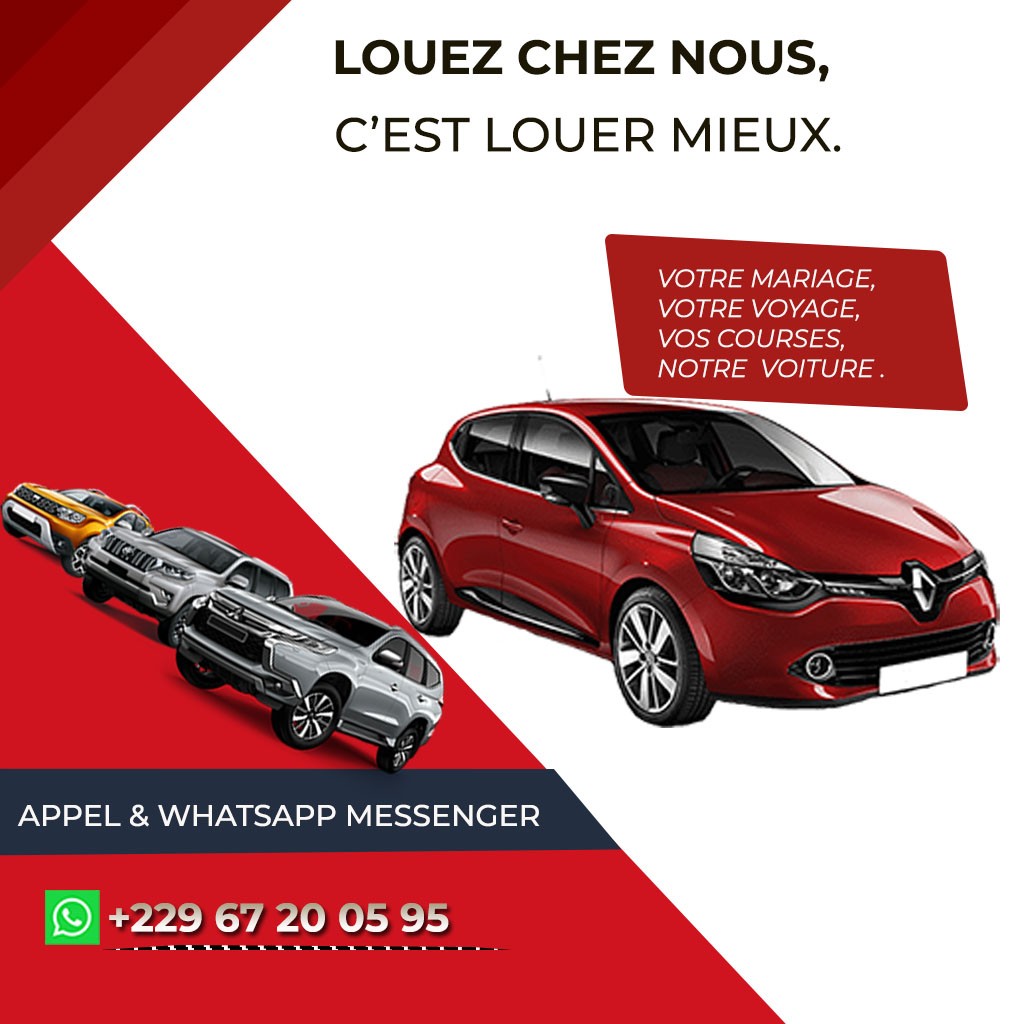 LOUEZ CHEZ NOUS,
C’EST LOUER MIEUX.
VOTRE MARIAGE,
VOTRE VOYAGE,
VOS COURSES,
NOTRE VOITURE .
APPEL & WHATSAPP MESSENGER
+229 67 20 05 95